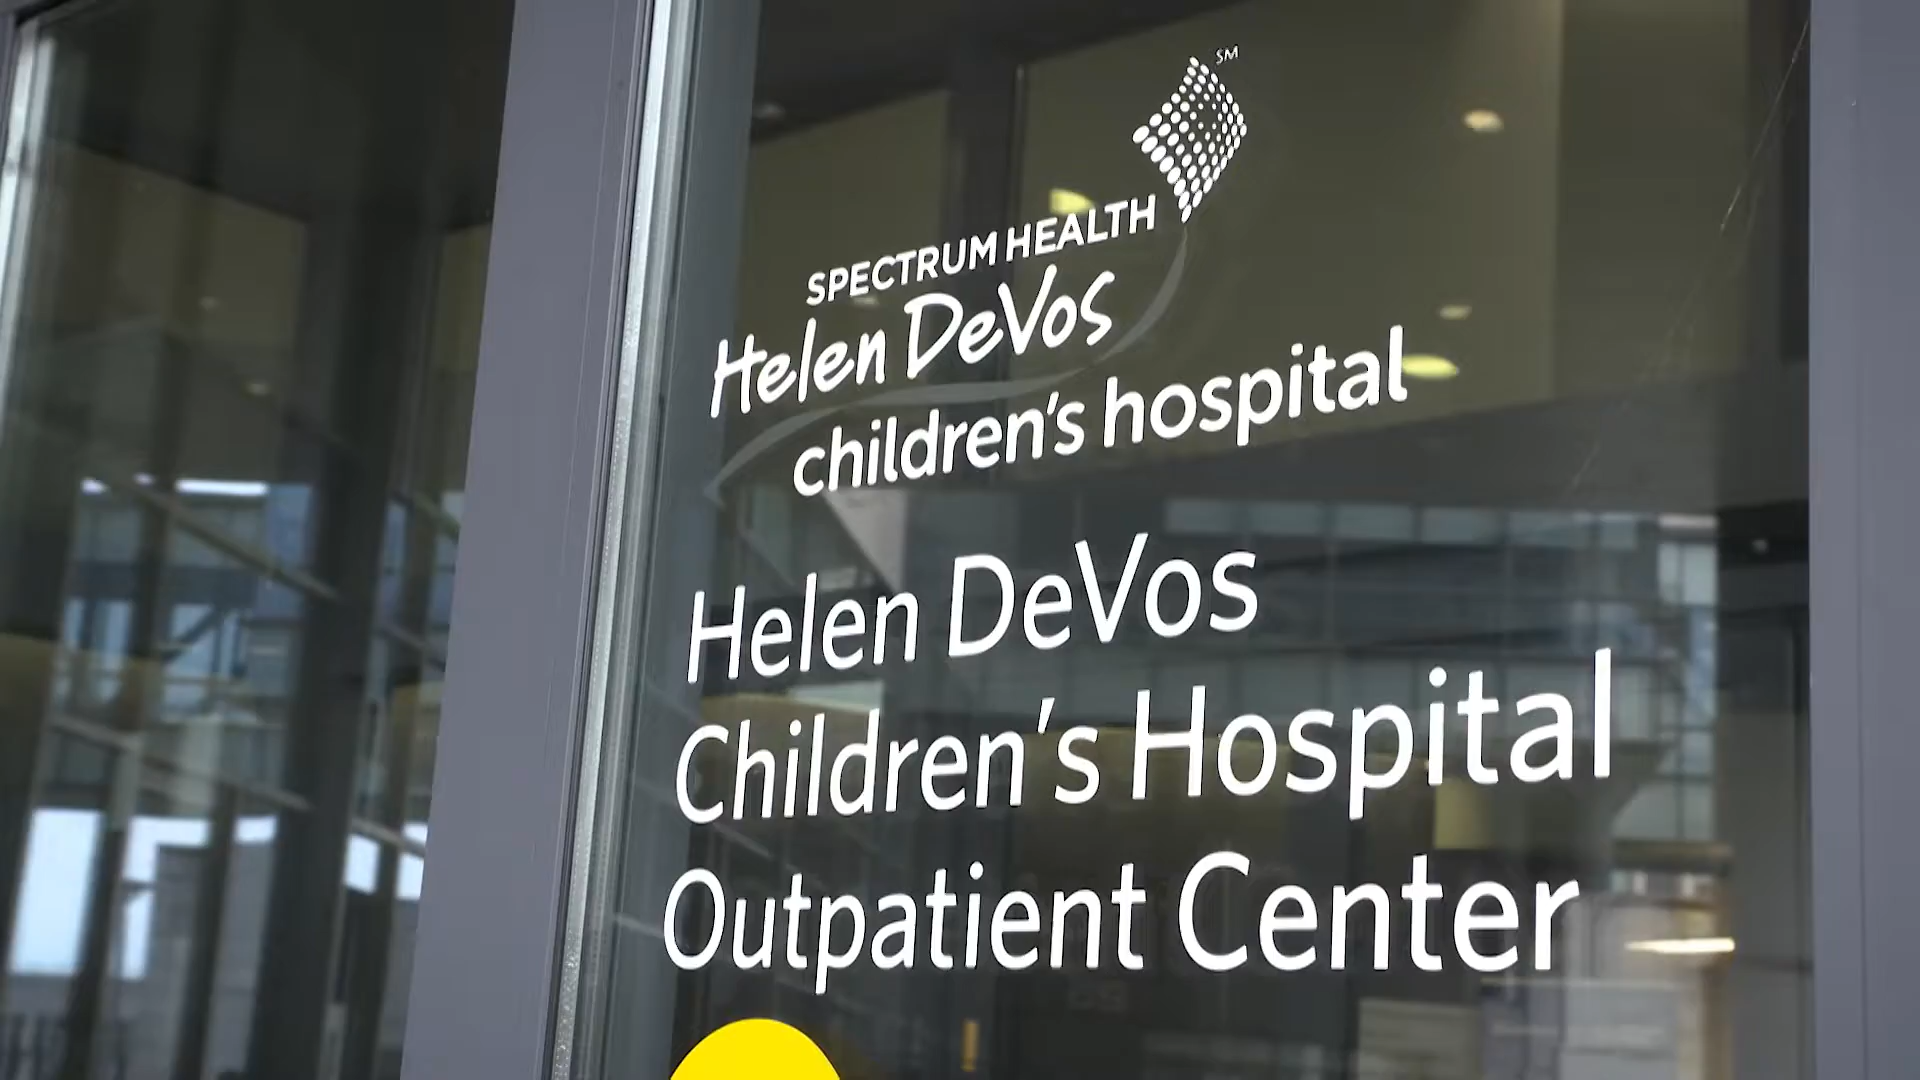 SM
SPECTRUM HEALTH
Helen DeVos
children's hospital
Helen DeVos
Children's Hospital
Outpatient Center